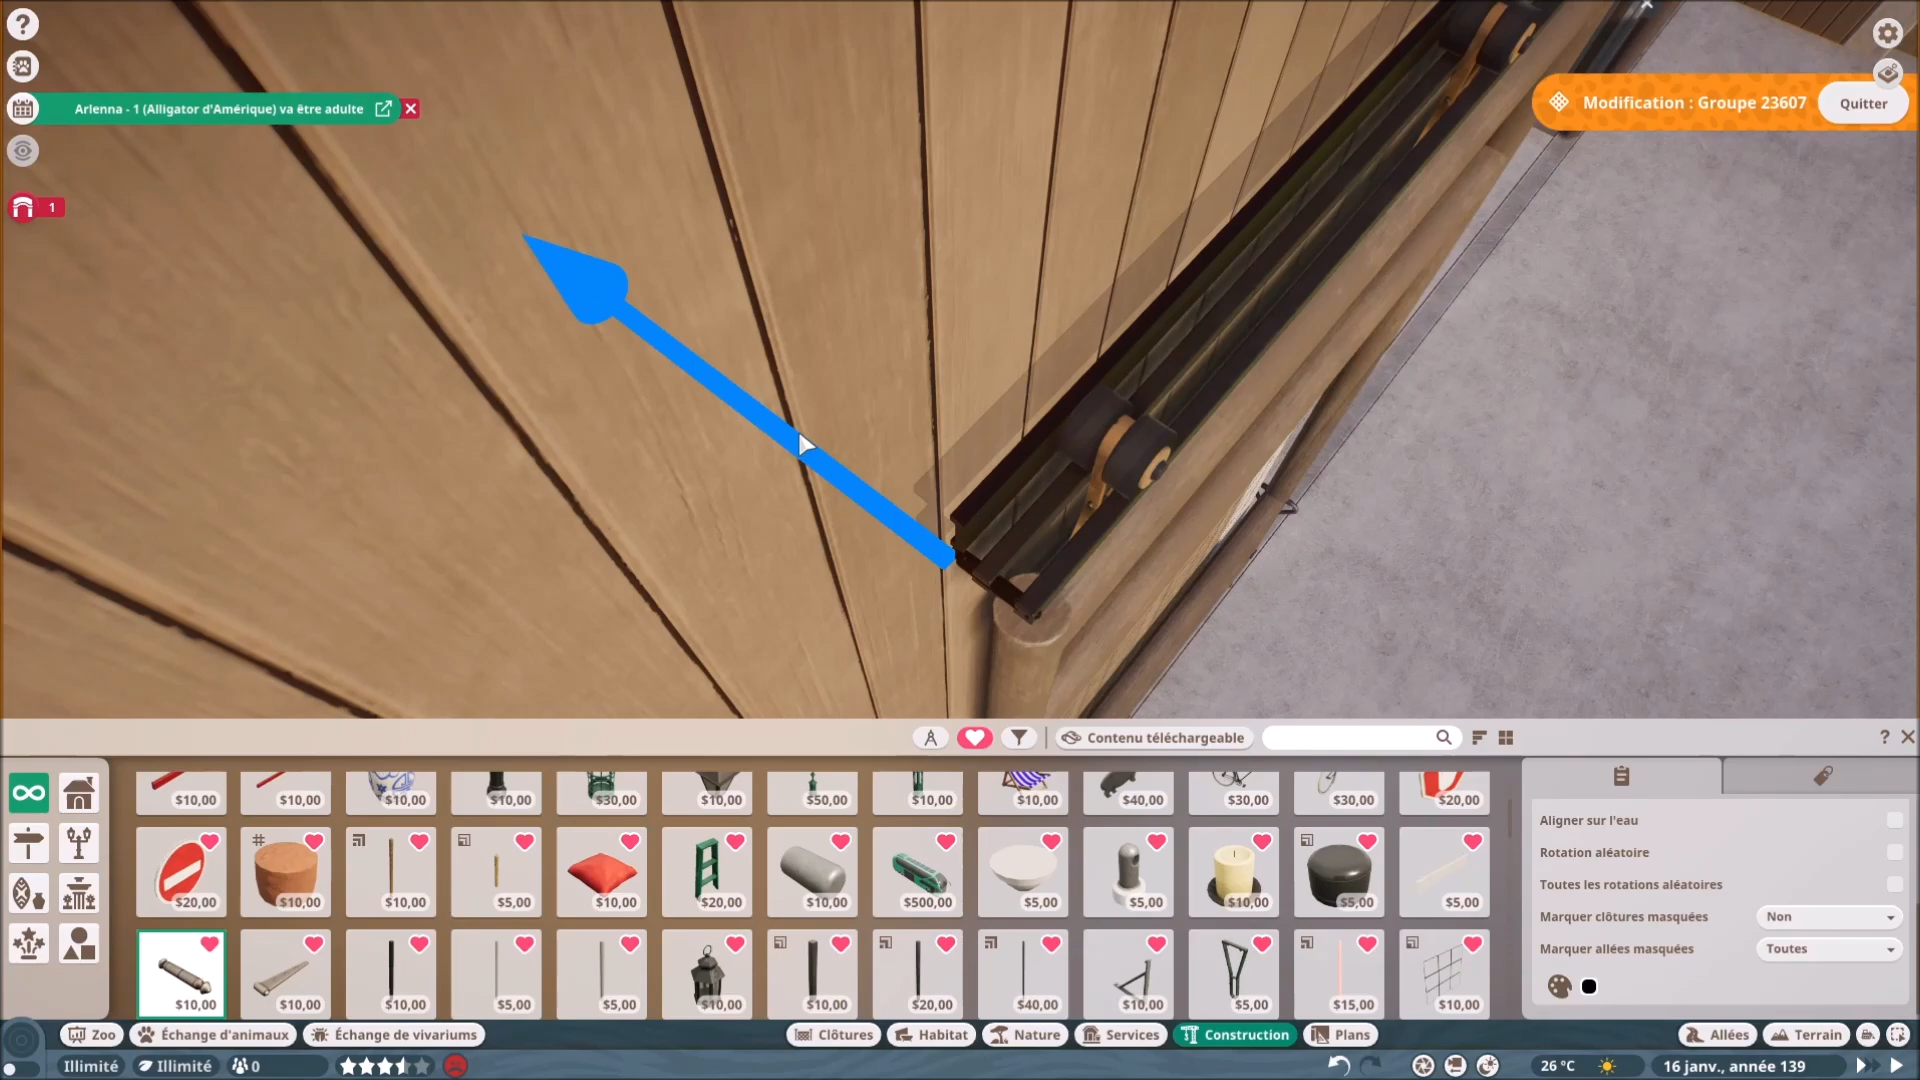 ?
Arlenna - 1 (Alligator d'Amérique) va être adulte
1
Modification : Groupe 23607
Quitter
Contenu téléchargeable
?
$10,00 $10,00 $10,00 $10,00 $30,00 $10,00 $50,00 $10,00 $10,00 $40,00 $30,00 $30,00 $20,00
$20,00 $10,00 $10,00 $5,00 $10,00 $20,00 $10,00 $500,00 $5,00 $5,00 $10,00 $5,00 $5,00
$10,00 $10,00 $10,00 $5,00 $5,00 $10,00 $10,00 $20,00 $40,00 $10,00 $5,00 $15,00 $10,00
Aligner sur l'eau
Rotation aléatoire
Toutes les rotations aléatoires
Marquer clôtures masquées Non
Marquer allées masquées Toutes
Zoo Échange d'animaux Échange de vivariums Clôtures Habitat Nature Services Construction Plans Allées Terrain
Illimité Illimité 0 26 °C 16 janv., année 139